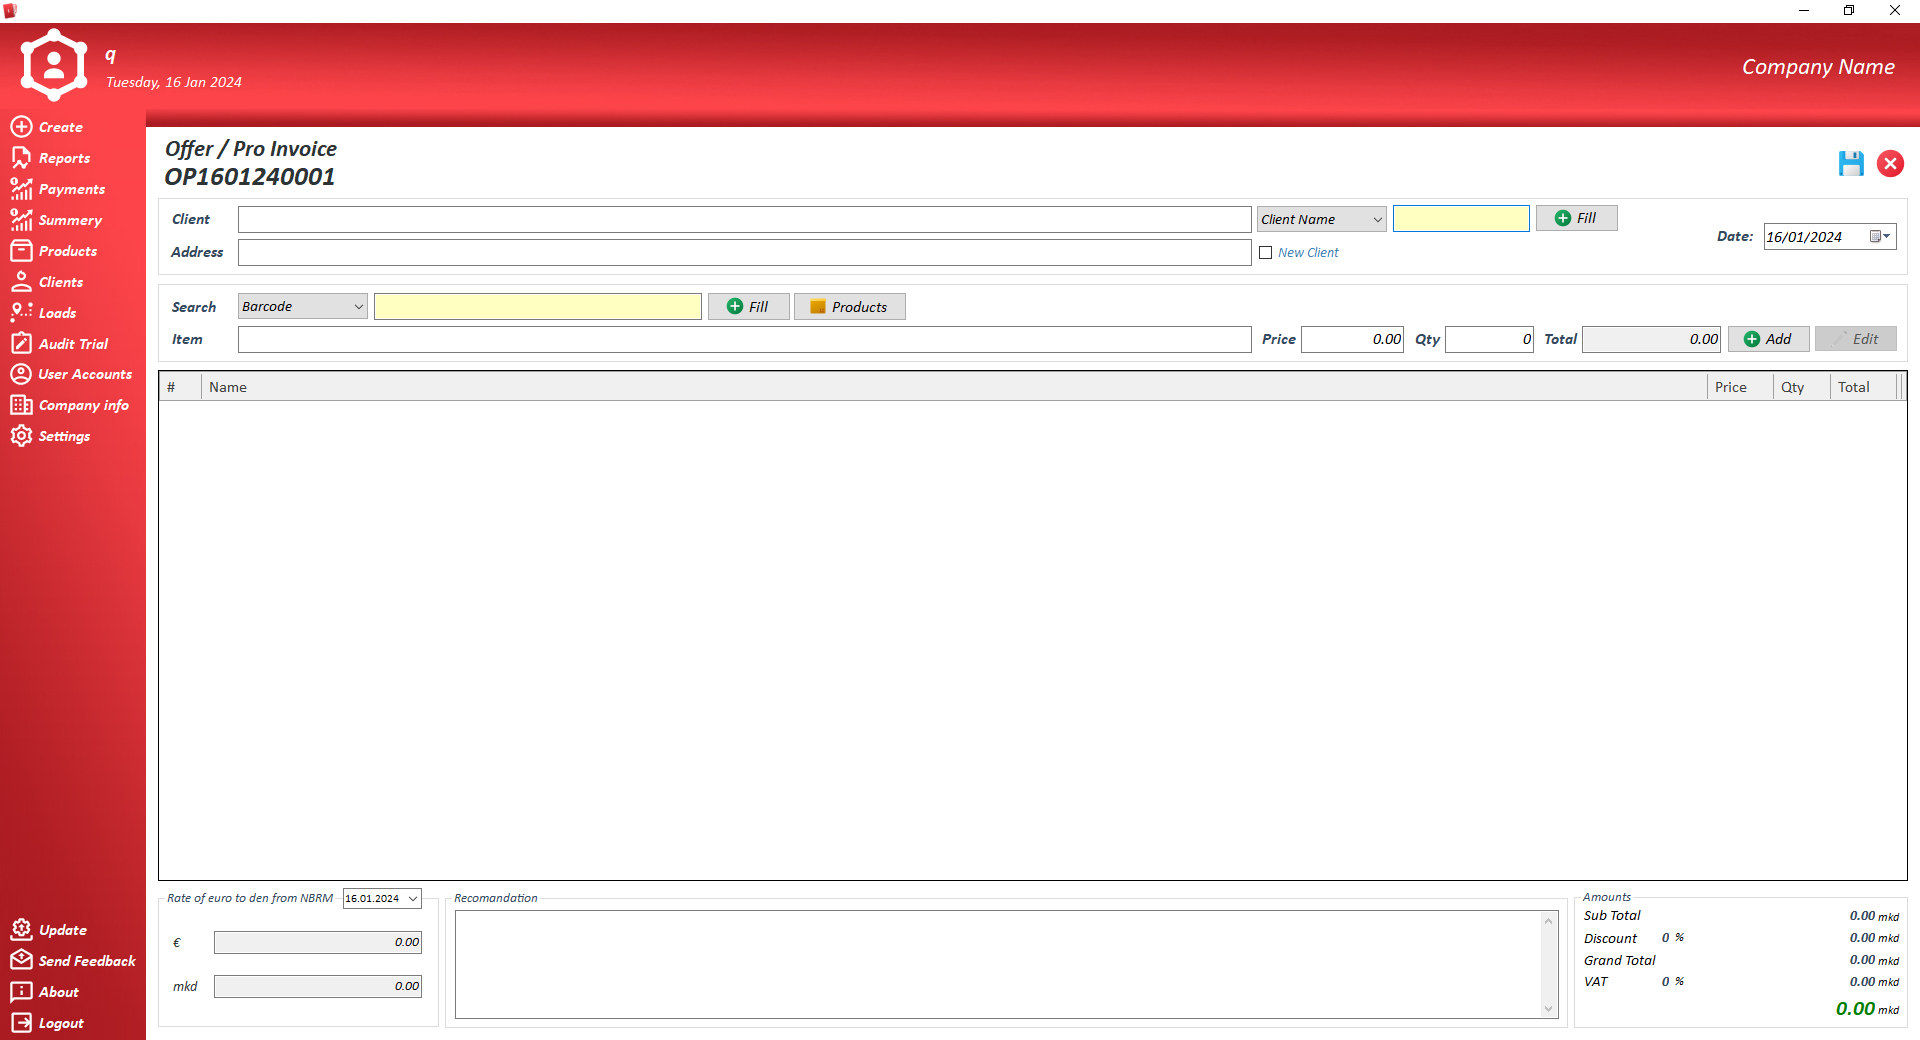 q
Tuesday, 16 Jan 2024
Company Name
Create
Reports
Payments
Summery
Products
Clients
Loads
Audit Trial
User Accounts
Company info
Settings
Update
Send Feedback
About
Logout
Offer / Pro Invoice
OP1601240001
Client Client Name Fill
Address New Client
Date: 16/01/2024
Search Barcode Fill Products
Item Price 0.00 Qty 0 Total 0.00 Add Edit
# Name Price Qty Total
Rate of euro to den from NBRM 16.01.2024
€ 0.00
mkd 0.00
Recomandation
Amounts
Sub Total 0.00 mkd
Discount 0 % 0.00 mkd
Grand Total 0.00 mkd
VAT 0 % 0.00 mkd
0.00 mkd